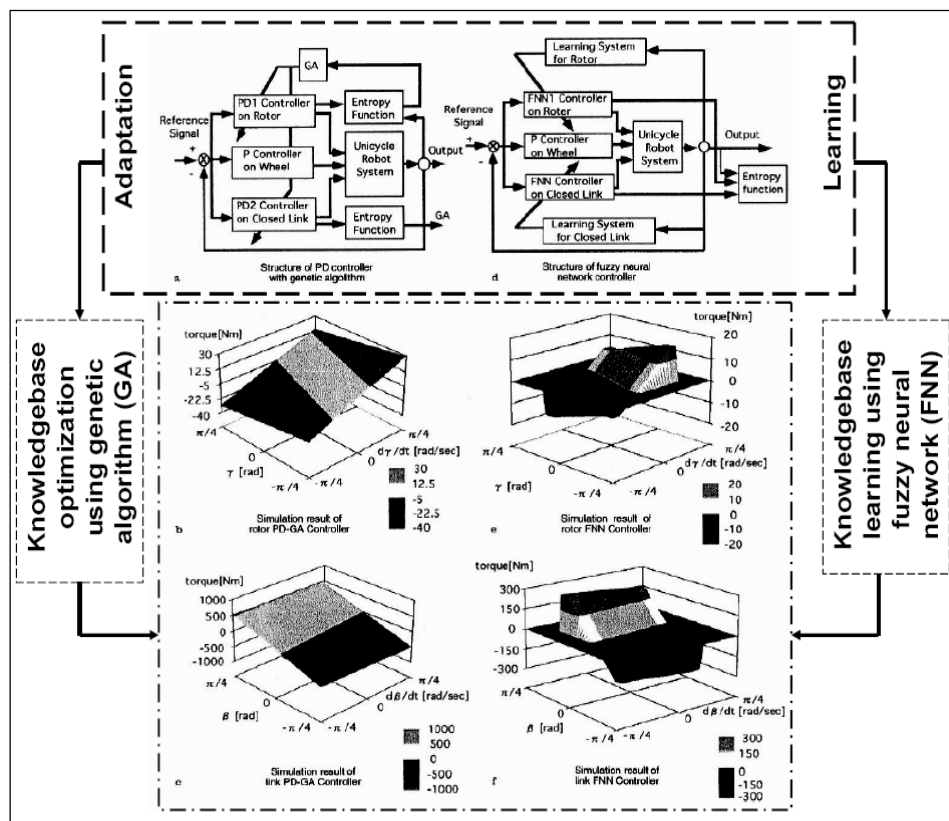 Adaptation
GA
PD1 Controller
on Rotor
Entropy
Function
Reference
Signal
+
-
P Controller
on Wheel
Unicycle
Robot
System
Output
PD2 Controller
on Closed Link
Entropy
Function
GA
a
Structure of PD controller
with genetic algorithm
Learning System
for Rotor
FNN1 Controller
on Rotor
Reference
Signal
+
-
P Controller
on Wheel
Unicycle
Robot
System
Output
Entropy
function
FNN Controller
on Closed Link
Learning System
for Closed Link
d
Structure of fuzzy neural
network controller
Learning
Knowledgebase
optimization
using genetic
algorithm (GA)
torque[Nm]
30
12.5
-5
-22.5
-40
π/4
0
γ [rad]
-π/4
-π/4
0
dγ/dt [rad/sec]
π/4
30
12.5
-5
-22.5
-40
b
Simulation result of
rotor PD-GA Controller
torque[Nm]
20
10
0
-10
-20
π/4
0
γ [rad]
-π/4
-π/4
0
dγ/dt [rad/sec]
π/4
20
10
0
-10
-20
e
Simulation result of
rotor FNN Controller
torque[Nm]
1000
500
0
-500
-1000
π/4
0
β [rad]
-π/4
-π/4
0
dβ/dt [rad/sec]
π/4
1000
500
0
-500
-1000
c
Simulation result of
link PD-GA Controller
torque[Nm]
300
150
0
-150
-300
π/4
0
β [rad]
-π/4
-π/4
0
dβ/dt [rad/sec]
π/4
300
150
0
-150
-300
f
Simulation result of
link FNN Controller
Knowledgebase
learning using
fuzzy neural
network (FNN)